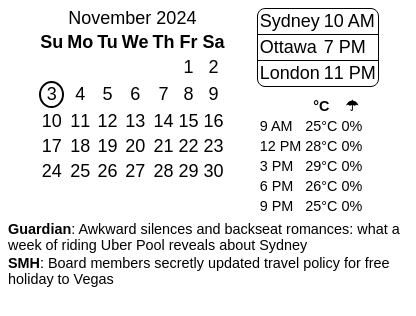 November 2024
Su Mo Tu We Th Fr Sa
1 2
3 4 5 6 7 8 9
10 11 12 13 14 15 16
17 18 19 20 21 22 23
24 25 26 27 28 29 30
Sydney 10 AM
Ottawa 7 PM
London 11 PM
°C ☂
9 AM 25°C 0%
12 PM 28°C 0%
3 PM 29°C 0%
6 PM 26°C 0%
9 PM 25°C 0%
Guardian: Awkward silences and backseat romances: what a
week of riding Uber Pool reveals about Sydney
SMH: Board members secretly updated travel policy for free
holiday to Vegas